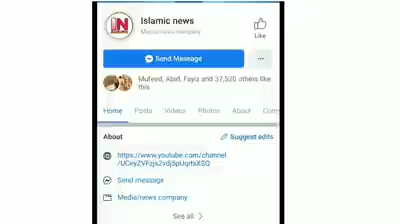 Islamic news
Media/news company
Like
Send Message
Mufeed, Abid, Fayiz and 37,520 others like
this
Home Posts Videos Photos About Com
About
Suggest edits
https://www.youtube.com/channel
Send message
Media/news company
See all